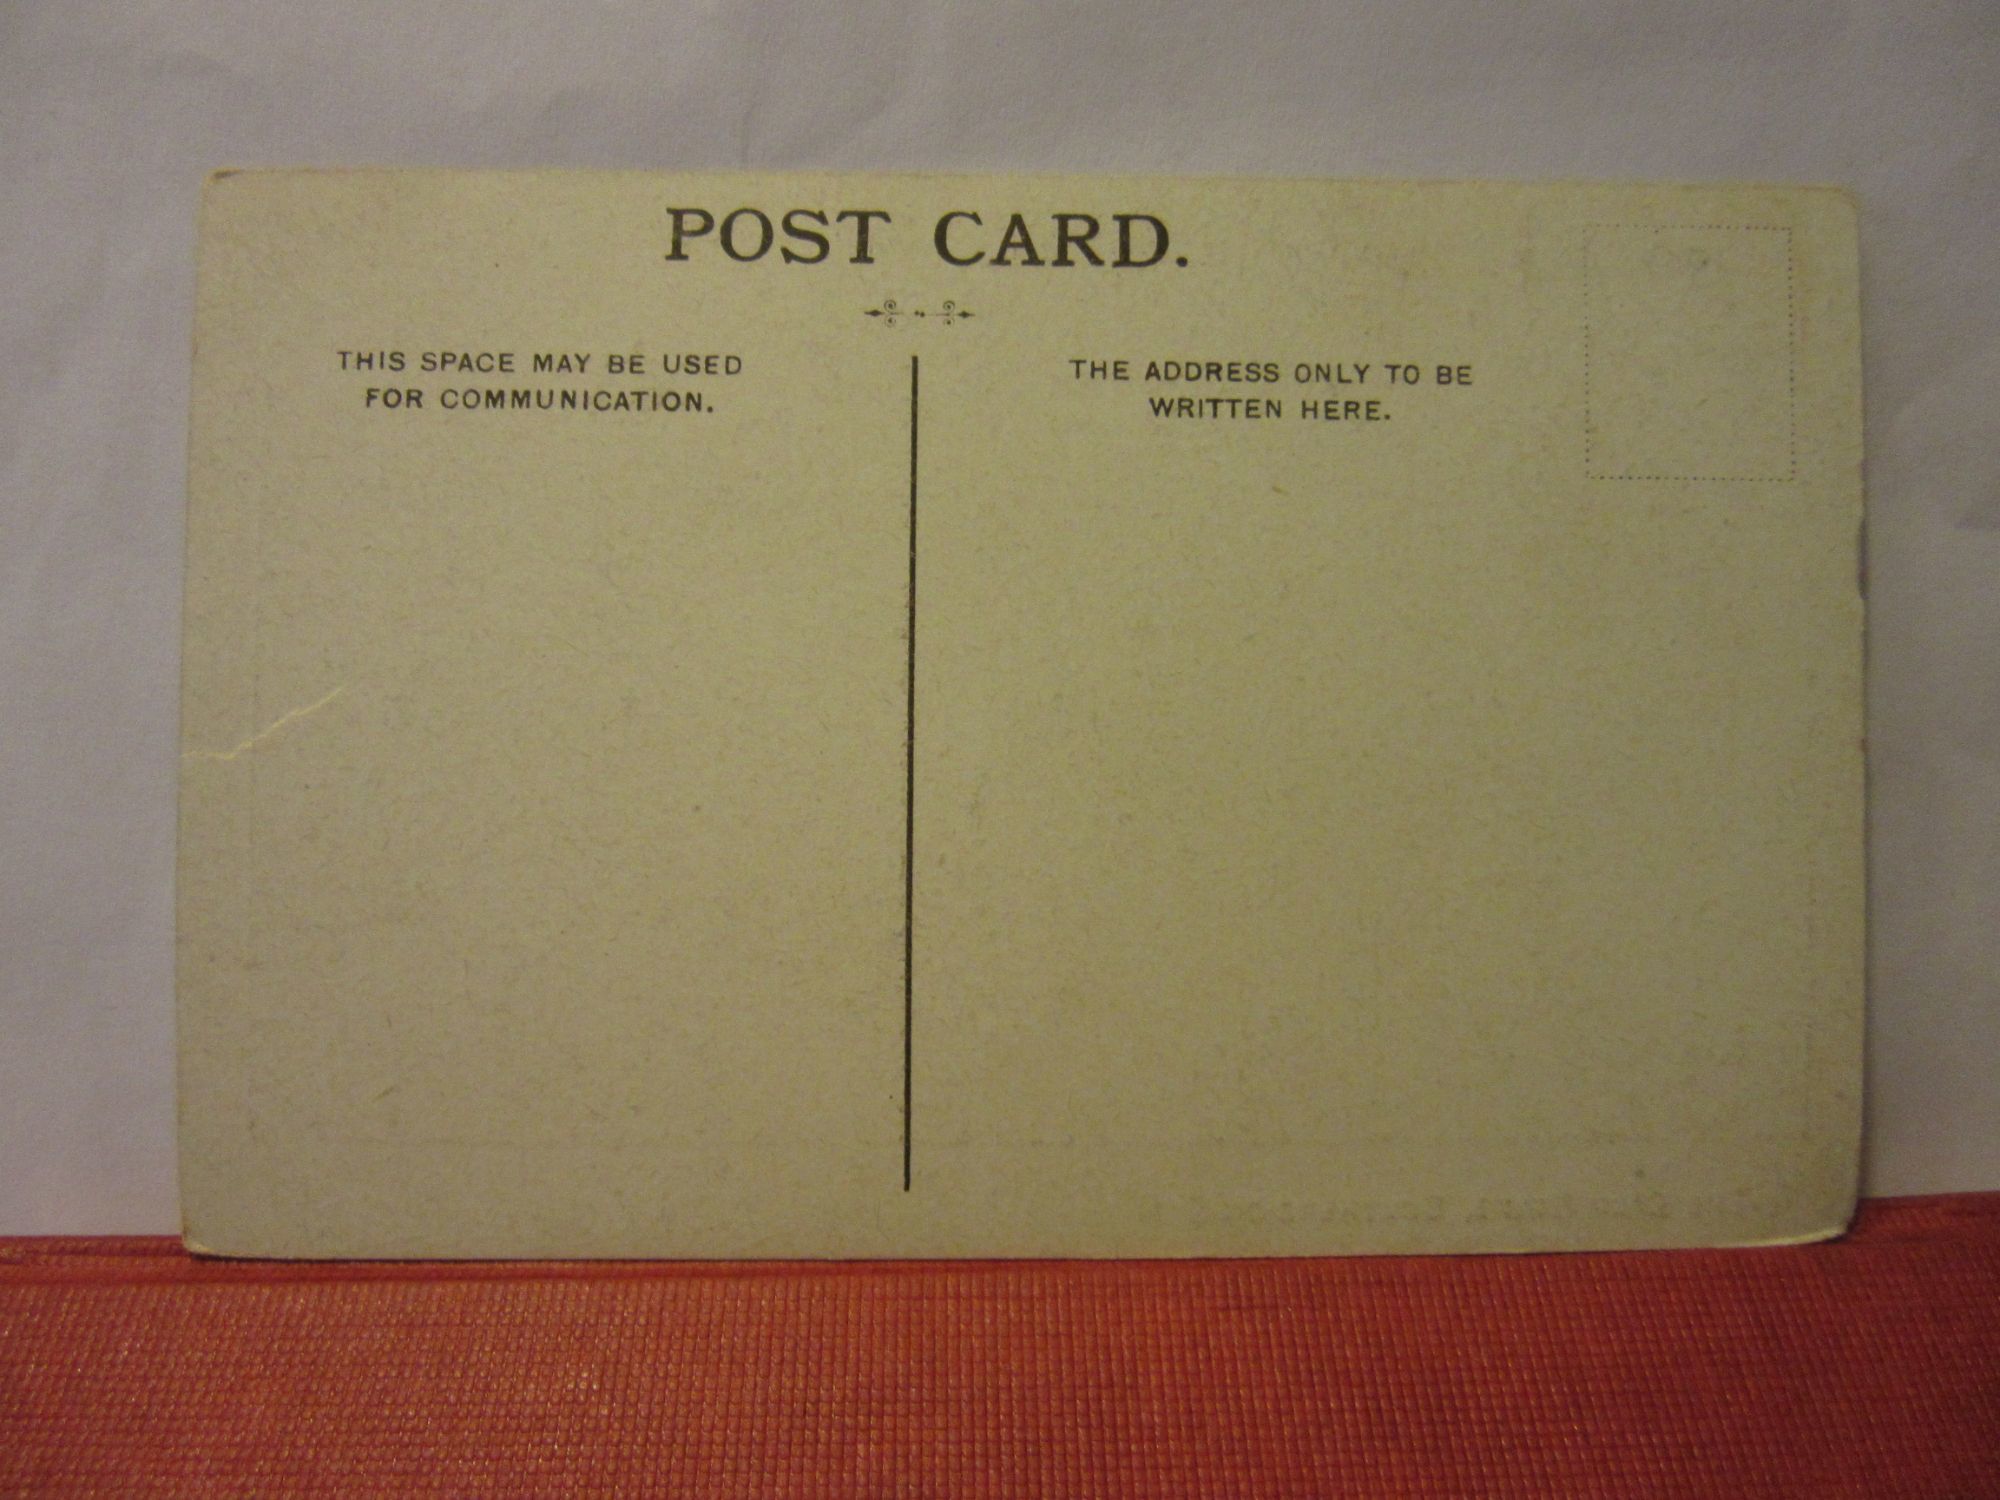 POST CARD.
THIS SPACE MAY BE USED
FOR COMMUNICATION.
THE ADDRESS ONLY TO BE
WRITTEN HERE.